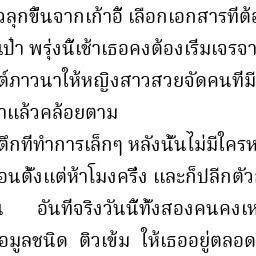 วลุกขึ้นจากเก้าอี้ เลือกเอกสารที่ต้อ
เป๋า พรุ่งนี้เช้าเธอคงต้องเริ่มเจรจา
ต์ภาวนาให้หญิงสาวสวยจัดคนที่มี
าแล้วคล้อยตาม
ตึกที่ทำการเล็กๆ หลังนั้นไม่มีใครห
อนตั้งแต่ห้าโมงครึ่ง และก็ปลีกตัว
น อันที่จริงวันนี้ทั้งสองคนคงเห
อมูลชนิด ติวเข้ม ให้เธออยู่ตลอด